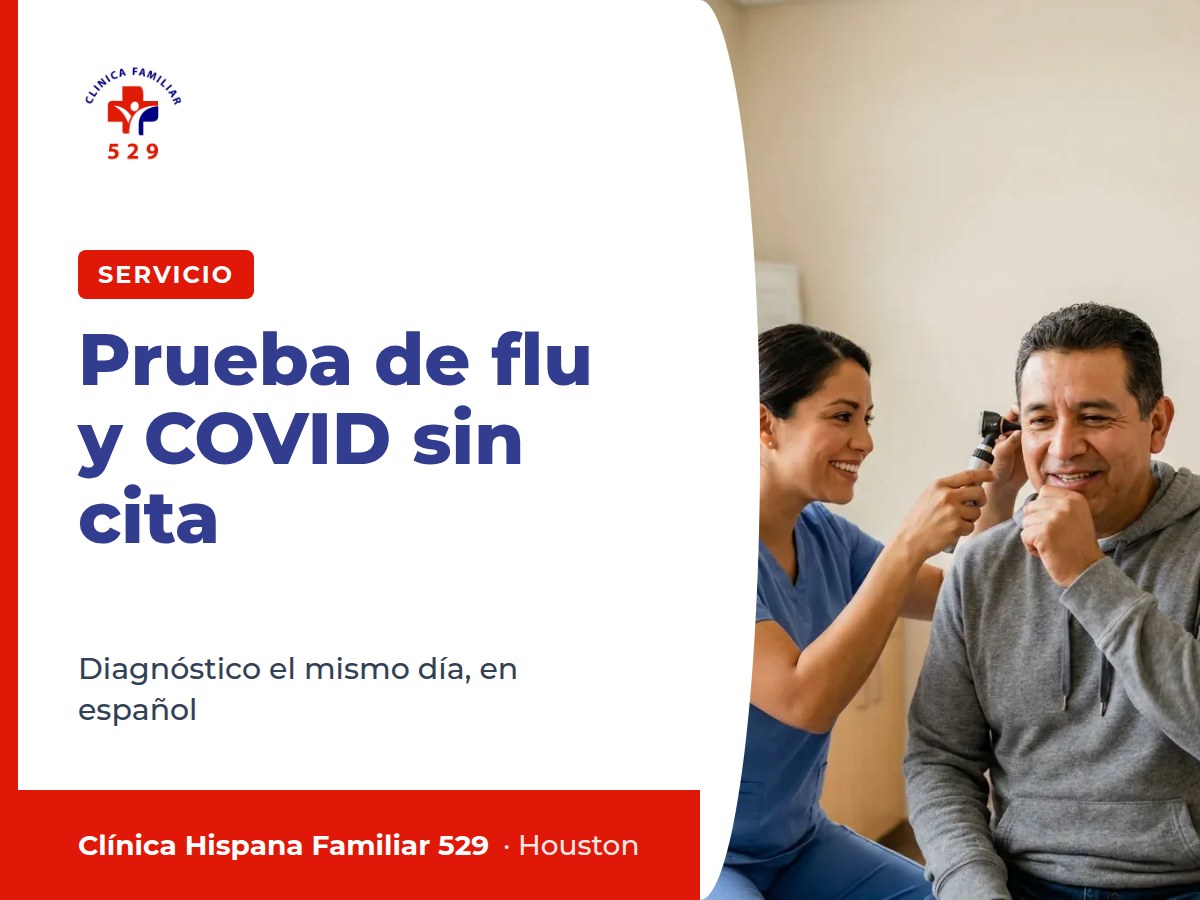 CLINICA FAMILIAR
529
SERVICIO
Prueba de flu
y COVID sin
cita
Diagnóstico el mismo día, en
español
Clínica Hispana Familiar 529 · Houston